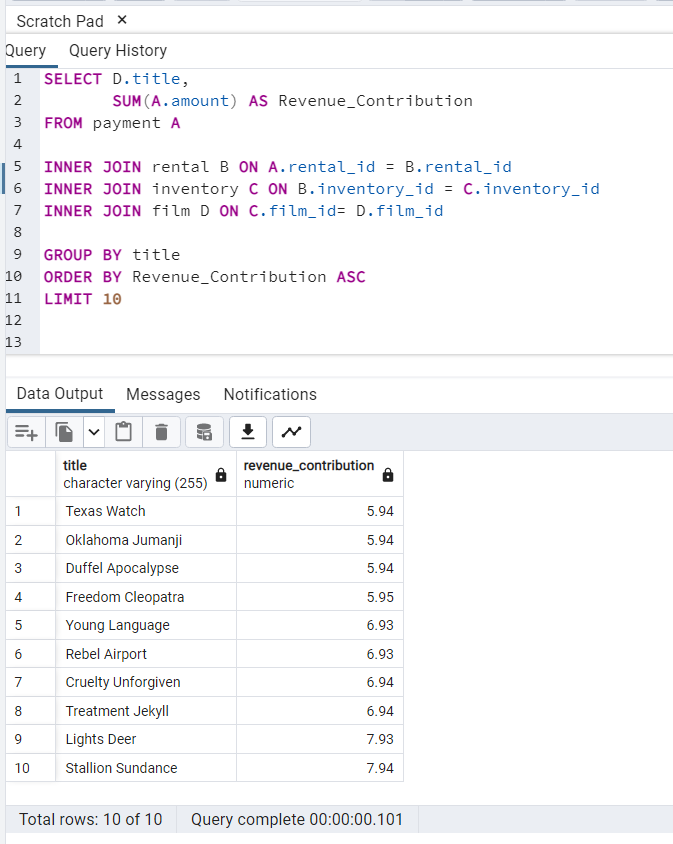 Scratch Pad ×
Query Query History
1 SELECT D.title,
2 SUM(A.amount) AS Revenue_Contribution
3 FROM payment A
4
5 INNER JOIN rental B ON A.rental_id = B.rental_id
6 INNER JOIN inventory C ON B.inventory_id = C.inventory_id
7 INNER JOIN film D ON C.film_id= D.film_id
8
9 GROUP BY title
10 ORDER BY Revenue_Contribution ASC
11 LIMIT 10
12
13
Data Output Messages Notifications
title revenue_contribution
character varying (255) numeric
1 Texas Watch 5.94
2 Oklahoma Jumanji 5.94
3 Duffel Apocalypse 5.94
4 Freedom Cleopatra 5.95
5 Young Language 6.93
6 Rebel Airport 6.93
7 Cruelty Unforgiven 6.94
8 Treatment Jekyll 6.94
9 Lights Deer 7.93
10 Stallion Sundance 7.94
Total rows: 10 of 10 Query complete 00:00:00.101